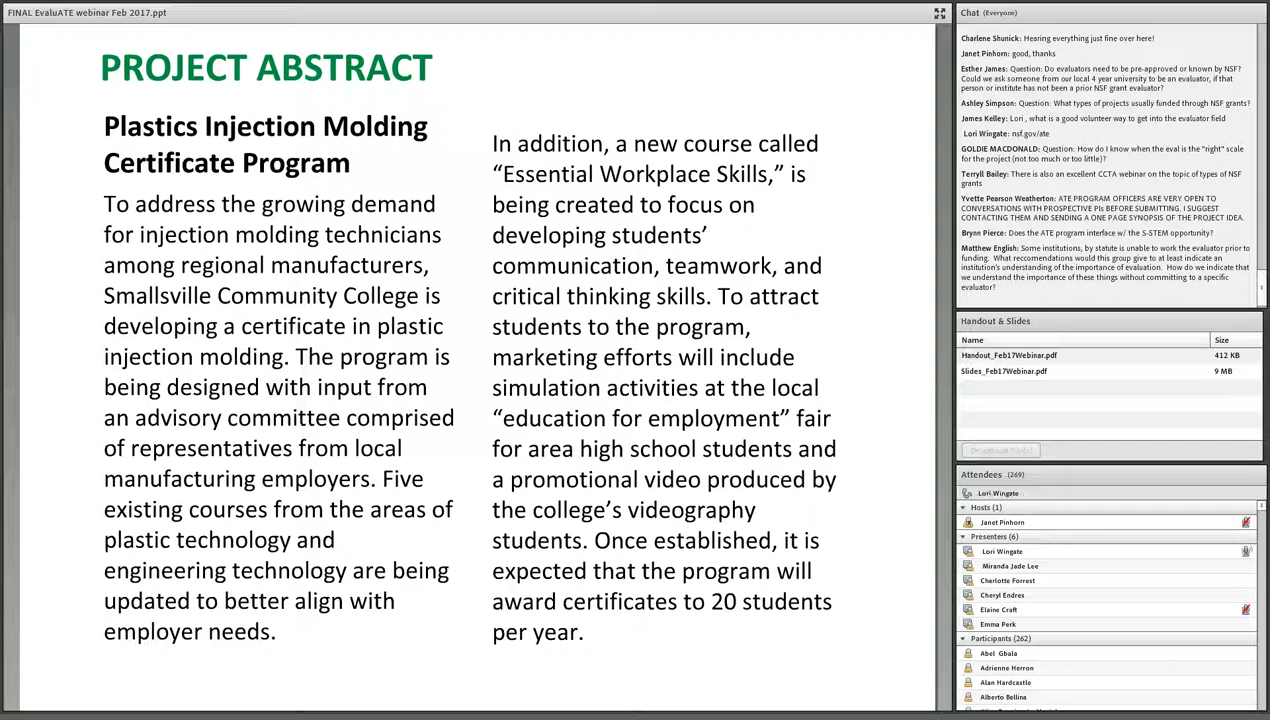 FINAL EvaluATE webinar Feb 2017.ppt
PROJECT ABSTRACT
Plastics Injection Molding
Certificate Program
To address the growing demand
for injection molding technicians
among regional manufacturers,
Smallsville Community College is
developing a certificate in plastic
injection molding. The program is
being designed with input from
an advisory committee comprised
of representatives from local
manufacturing employers. Five
existing courses from the areas of
plastic technology and
engineering technology are being
updated to better align with
employer needs.
In addition, a new course called
“Essential Workplace Skills,” is
being created to focus on
developing students’
communication, teamwork, and
critical thinking skills. To attract
students to the program,
marketing efforts will include
simulation activities at the local
“education for employment” fair
for area high school students and
a promotional video produced by
the college’s videography
students. Once established, it is
expected that the program will
award certificates to 20 students
per year.
Chat (Everyone)
Charlene Shunick: Hearing everything just fine over here!
Janet Pinhorn: good, thanks
Esther James: Question: Do evaluators need to be pre-approved or known by NSF?
Could we ask someone from our local 4 year university to be an evaluator, if that
person or institute has not been a prior NSF grant evaluator?
Ashley Simpson: Question: What types of projects usually funded through NSF grants?
James Kelley: Lori , what is a good volunteer way to get into the evaluator field
Lori Wingate: nsf.gov/ate
GOLDIE MACDONALD: Question: How do I know when the eval is the "right" scale
for the project (not too much or too little)?
Terryll Bailey: There is also an excellent CCTA webinar on the topic of types of NSF
grants
Yvette Pearson Weatherton: ATE PROGRAM OFFICERS ARE VERY OPEN TO
CONVERSATIONS WITH PROSPECTIVE PIs BEFORE SUBMITTING. I SUGGEST
CONTACTING THEM AND SENDING A ONE PAGE SYNOPSIS OF THE PROJECT IDEA.
Brynn Pierce: Does the ATE program interface w/ the S-STEM opportunity?
Matthew English: Some institutions, by statute is unable to work the evaluator prior to
funding. What reccomendations would this group give to at least indicate an
institution's understanding of the importance of evaluation. How do we indicate that
we understand the importance of these things without committing to a specific
evaluator?
Handout & Slides
Name Size
Handout_Feb17Webinar.pdf 412 KB
Slides_Feb17Webinar.pdf 9 MB
Attendees (269)
Lori Wingate
Hosts (1)
Janet Pinhorn
Presenters (6)
Lori Wingate
Miranda Jade Lee
Charlotte Forrest
Cheryl Endres
Elaine Craft
Emma Perk
Participants (262)
Abel Gbala
Adrienne Herron
Alan Hardcastle
Alberto Bellina